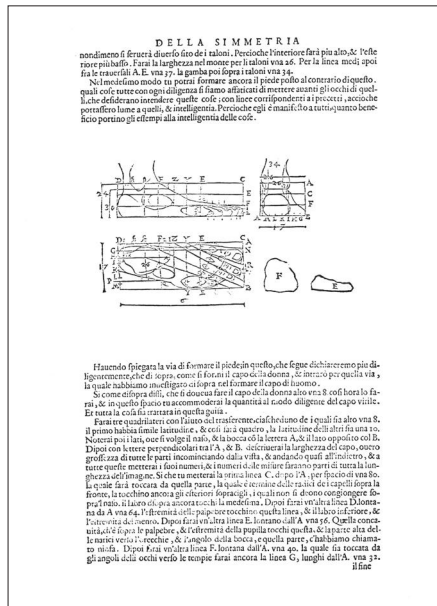 DELLA SIMMETRIA
nondimeno si seruerà diuerso sito de i taloni. Percioche l'interiore sarà piu alto, & l'este
riore più basso. Farai la larghezza nel monte per li taloni vna 26. Per la linea medi apoi
fra le trauersali A. E. vna 37. la gamba poi sopra i taloni vna 34.
Nel medesimo modo tu potrai formare ancora il piede posto al contrario di questo.
quali cose tutte con ogni diligenza si siamo affaticati di mettere auanti gli occhi di quel-
li, che desiderano intendere queste cose; con linee corrispondenti a i precetti, accioche
portassero lume a quelli, & intelligentia. Percioche egli é manifesto a tutti, quanto bene-
ficio portino gli essempi alla intelligentia delle cose.
34
24
36
17
17
26
6
F
E
Hauendo spiegata la via di formare il piede; in questo, che segue dichiareremo piu di-
ligentemente, che di sopra, come si formi il capo della donna, & intrarò per quella via,
la quale habbiamo inuestigato di sopra nel formare il capo di huomo.
Si come disopra dissi, che si doueua fare il capo della donna alto vna 8 cosi hora lo fa-
rai, & in questo spacio tu accommoderai la quantità al modo diligente del capo virile.
Et tutta la cosa sia trattata in questa guisa.
Farai tre quadrilateri con l'aiuto del trasferente, ciascheduno de i quali sia alto vna 8.
il primo habbia simile latitudine, & cosi sarà quadro, la latitudine delli altri sia vna 10.
Noterai poi i lati, oue si volge il naso, & la bocca cõ la lettera A, & il lato opposito col B.
Dipoi con lettere perpendicolari tra l'A, & B. descriuerai la larghezza del capo, ouero
grossezza di tutte le parti incominciando dalla vista, & andando quasi all'indietro, & a
tutte queste metterai i suoi numeri, & i numeri delle misure saranno parti di tutta la lun-
ghezza dell'imagine. Si che tu metterai la prima linea C. dopo l'A, per spacio di vna 80.
la quale sarà toccata da quella parte, la quale è termine delle radici de i capelli sopra la
fronte, la tocchino ancora gli esteriori sopracigli, i quali non si deono congiongere so-
pra'l naso. il labro di sopra ancora tocchi la medesima. Dipoi farai vn'altra linea D. lonta-
na da A vna 64. l'estremità delle palpebre tocchino questa linea, & il labro inferiore, &
l'estremità del mento. Dipoi farai vn'altra linea E. lontano dall'A vna 56. Quella conca-
uità, ch'è sopra le palpebre, & l'estremità della pupilla tocchi questa. & la parte alta del-
le narici verso l'orecchie, & l'angolo della bocca, e quella parte, c'habbiamo chiama-
to ninfa. Dipoi farai vn'altra linea F. lontana dall'A. vna 40. la quale sia toccata da
gli angoli delli occhi verso le tempie farai ancora la linea G, lunghi dall'A. vna 32.
il fine